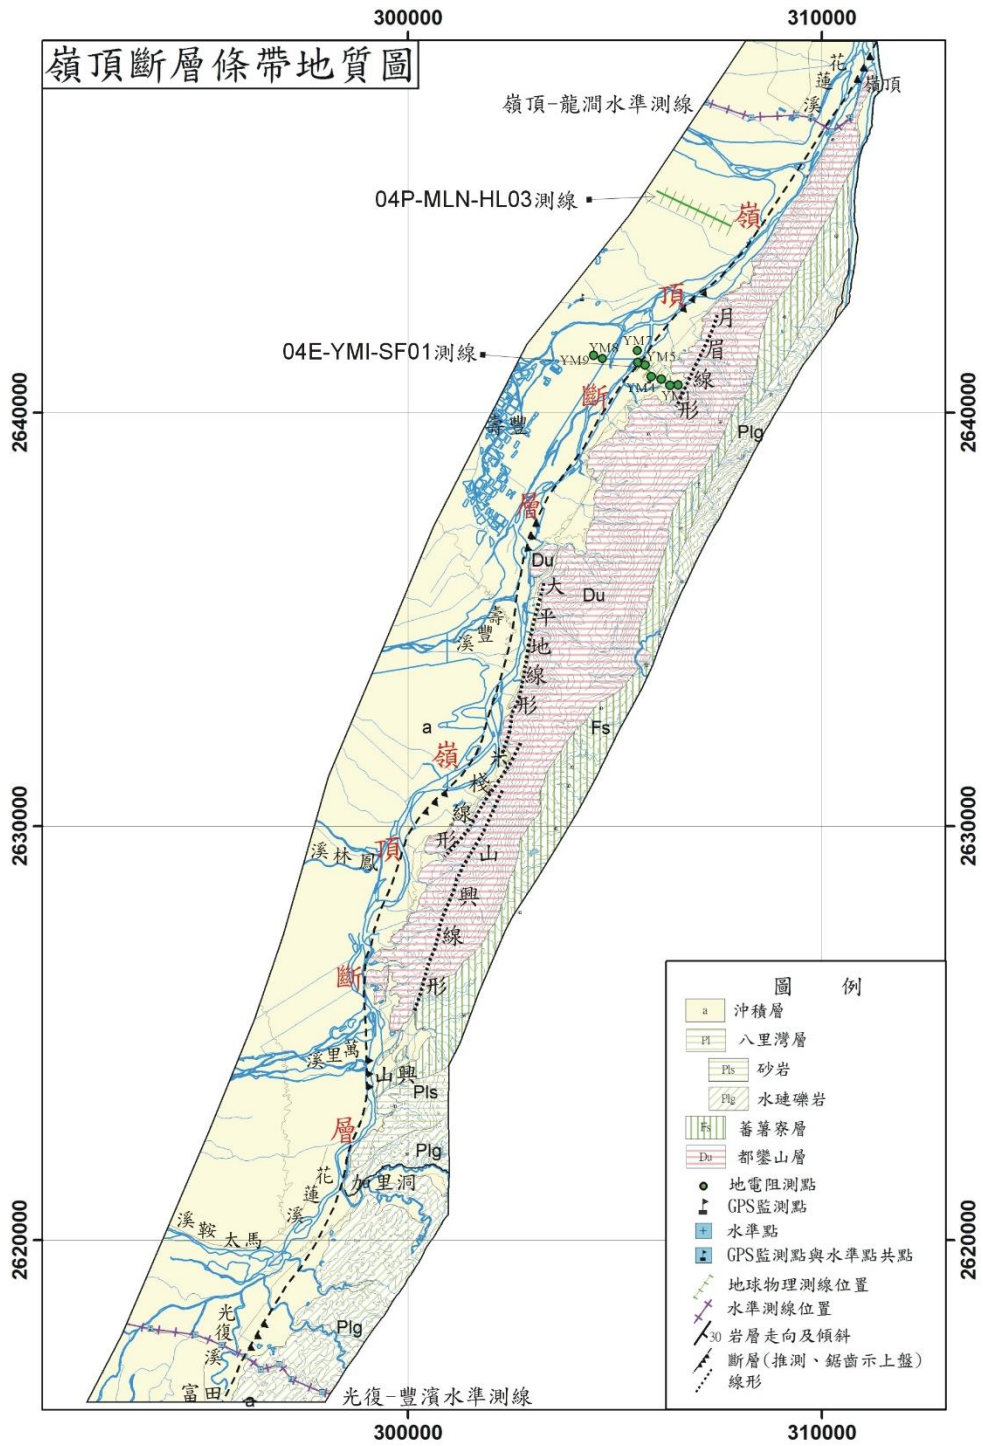 300000
310000
嶺頂斷層條帶地質圖
花蓮溪
嶺頂
嶺頂-龍澗水準測線
04P-MLN-HL03測線
嶺
頂
月眉線形
04E-YMI-SF01測線
YM7
YM8
YM9
YM5
YM4
YM1
斷
2640000
2640000
壽豐
Plg
層
Du
Du
大平地線形
壽豐溪
a
嶺
Fs
米棧線形
2630000
2630000
頂
溪林鳳
山興線形
斷
溪里萬
山興
Pls
層
Plg
花蓮溪
加里洞
溪鞍太馬
2620000
2620000
光復溪
Plg
富田
a
光復-豐濱水準測線
300000
310000
圖例
a 沖積層
Pl 八里灣層
Pls 砂岩
Plg 水璉礫岩
Fs 蕃薯寮層
Du 都鑾山層
地電阻測點
GPS監測點
水準點
GPS監測點與水準點共點
地球物理測線位置
水準測線位置
30 岩層走向及傾斜
斷層(推測、鋸齒示上盤)
線形